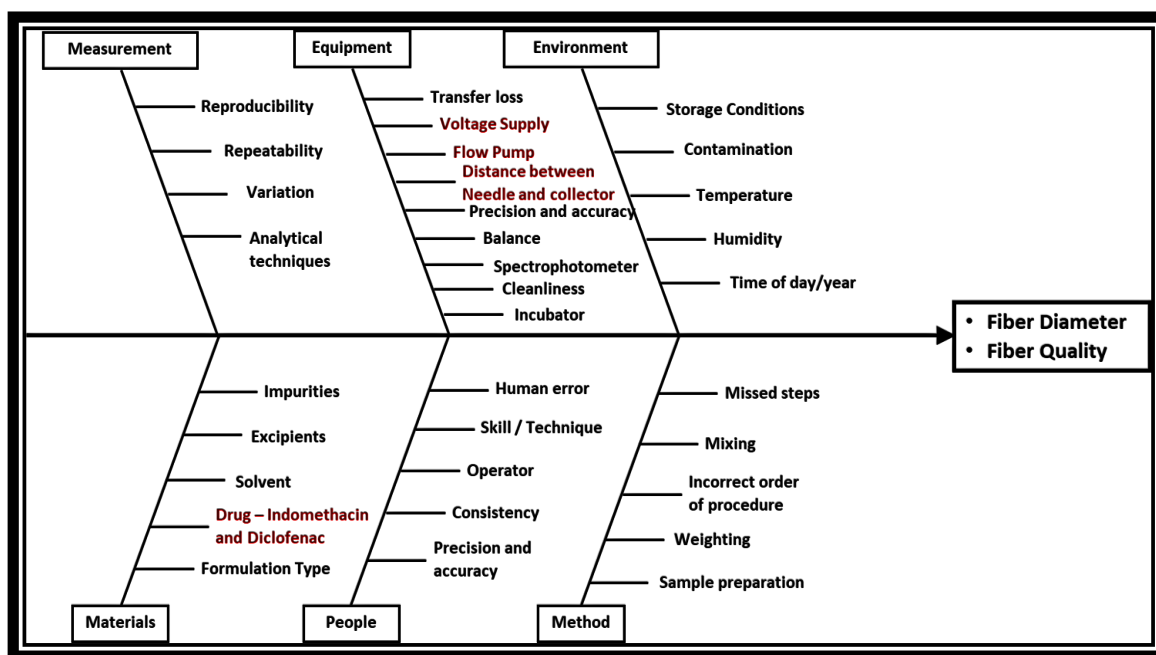 Measurement
Equipment
Environment
Reproducibility
Repeatability
Variation
Analytical
techniques
Transfer loss
Voltage Supply
Flow Pump
Distance between
Needle and collector
Precision and accuracy
Balance
Spectrophotometer
Cleanliness
Incubator
Storage Conditions
Contamination
Temperature
Humidity
Time of day/year
• Fiber Diameter
• Fiber Quality
Impurities
Excipients
Solvent
Drug – Indomethacin
and Diclofenac
Formulation Type
Human error
Skill / Technique
Operator
Consistency
Precision and
accuracy
Missed steps
Mixing
Incorrect order
of procedure
Weighting
Sample preparation
Materials
People
Method